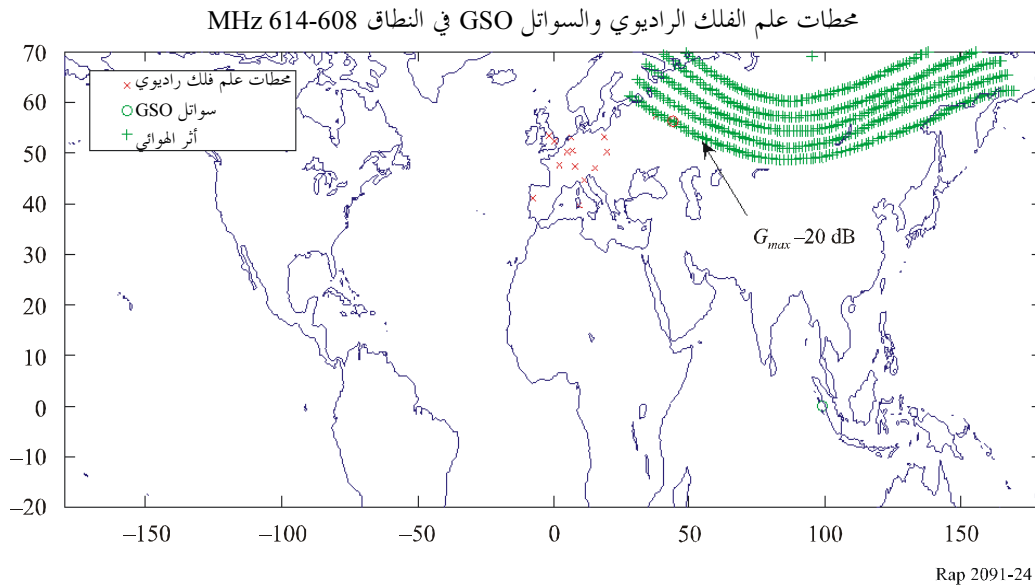 محطات علم الفلك الراديوي والسواتل GSO في النطاق 608-614 MHz
محطات علم فلك راديوي
سواتل GSO
أثر الهوائي
70
60
50
40
30
20
10
0
–10
–20
G max –20 dB
–150 –100 –50 0 50 100 150
Rap 2091-24